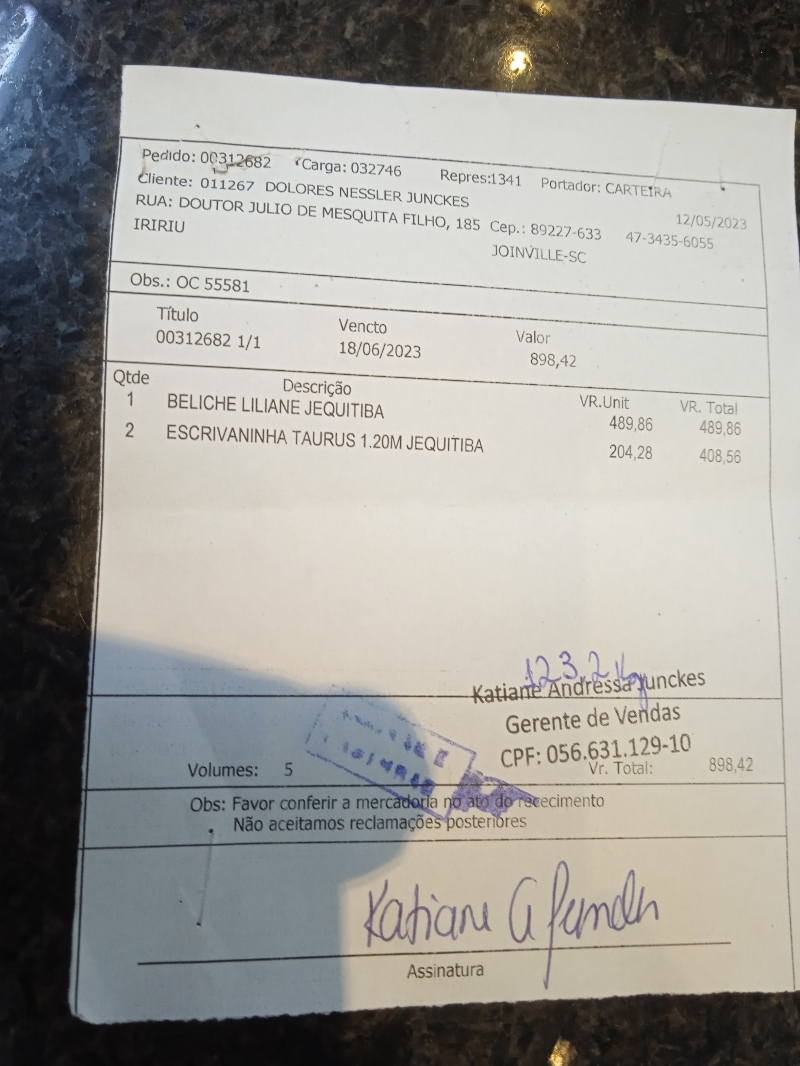 Pedido: 00312682 Carga: 032746 Repres:1341 Portador: CARTEIRA
Cliente: 011267 DOLORES NESSLER JUNCKES 12/05/2023
RUA: DOUTOR JULIO DE MESQUITA FILHO, 185 Cep.: 89227-633 47-3435-6055
IRIRIU JOINVILLE-SC
Obs.: OC 55581
Título Vencto Valor
00312682 1/1 18/06/2023 898,42
Qtde Descrição VR.Unit VR. Total
1 BELICHE LILIANE JEQUITIBA 489,86 489,86
2 ESCRIVANINHA TAURUS 1.20M JEQUITIBA 204,28 408,56
123,2 kg
Katiane Andressa Junckes
Gerente de Vendas
CPF: 056.631.129-10
Volumes: 5 Vr. Total: 898,42
Obs: Favor conferir a mercadoria no ato do rececimento
Não aceitamos reclamações posteriores
Katiane
Assinatura